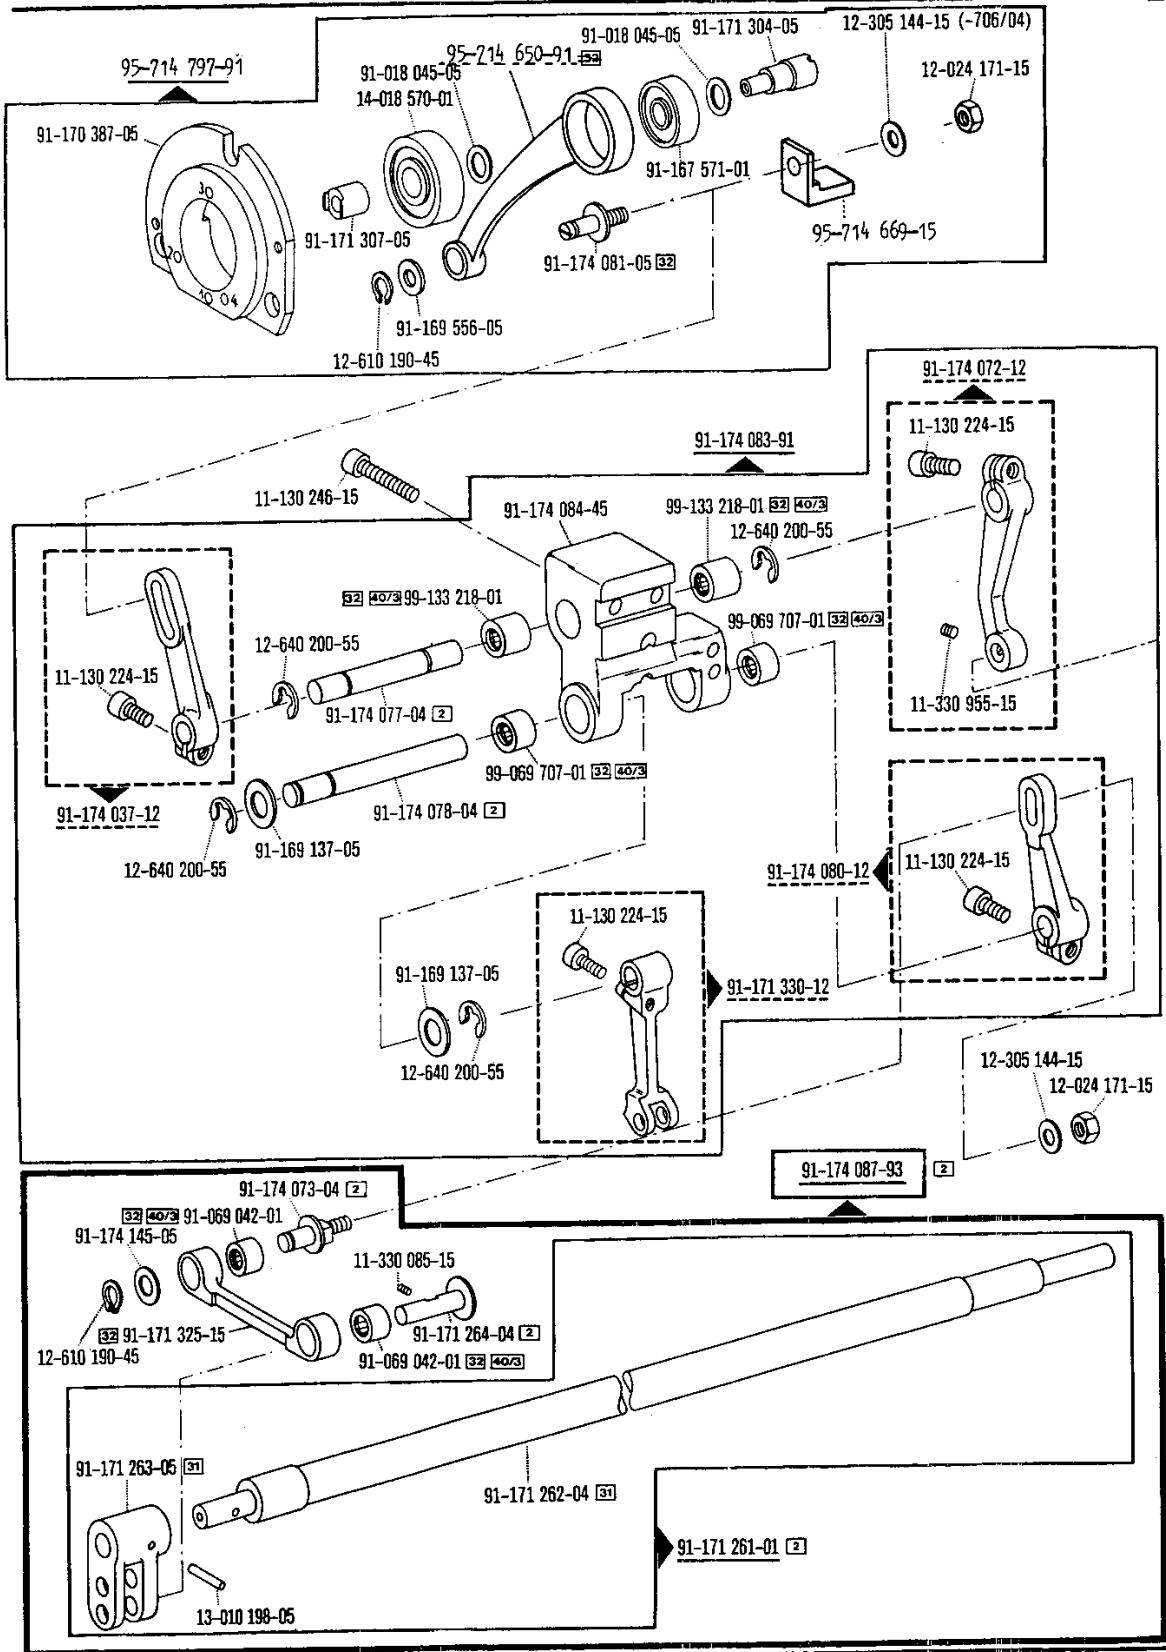 12-305 144-15 (-706/04)
91-171 304-05
91-018 045-05
95-714 650-91 32
95-714 797-91
91-018 045-05
14-018 570-01
12-024 171-15
91-170 387-05
3
2
1 4
91-167 571-01
91-171 307-05
95-714 669-15
91-174 081-05 32
91-169 556-05
12-610 190-45
91-174 072-12
11-130 224-15
91-174 083-91
11-130 246-15
91-174 084-45
99-133 218-01 32 40/3
12-640 200-55
32 40/3 99-133 218-01
99-069 707-01 32 40/3
12-640 200-55
11-130 224-15
91-174 077-04 2
11-330 955-15
99-069 707-01 32 40/3
91-174 037-12
91-174 078-04 2
91-169 137-05
12-640 200-55
91-174 080-12
11-130 224-15
11-130 224-15
91-169 137-05
91-171 330-12
12-640 200-55
12-305 144-15
12-024 171-15
91-174 087-93 2
91-174 073-04 2
32 40/3 91-069 042-01
91-174 145-05
11-330 085-15
32 91-171 325-15
91-171 264-04 2
12-610 190-45
91-069 042-01 32 40/3
91-171 263-05 31
91-171 262-04 31
91-171 261-01 2
13-010 198-05